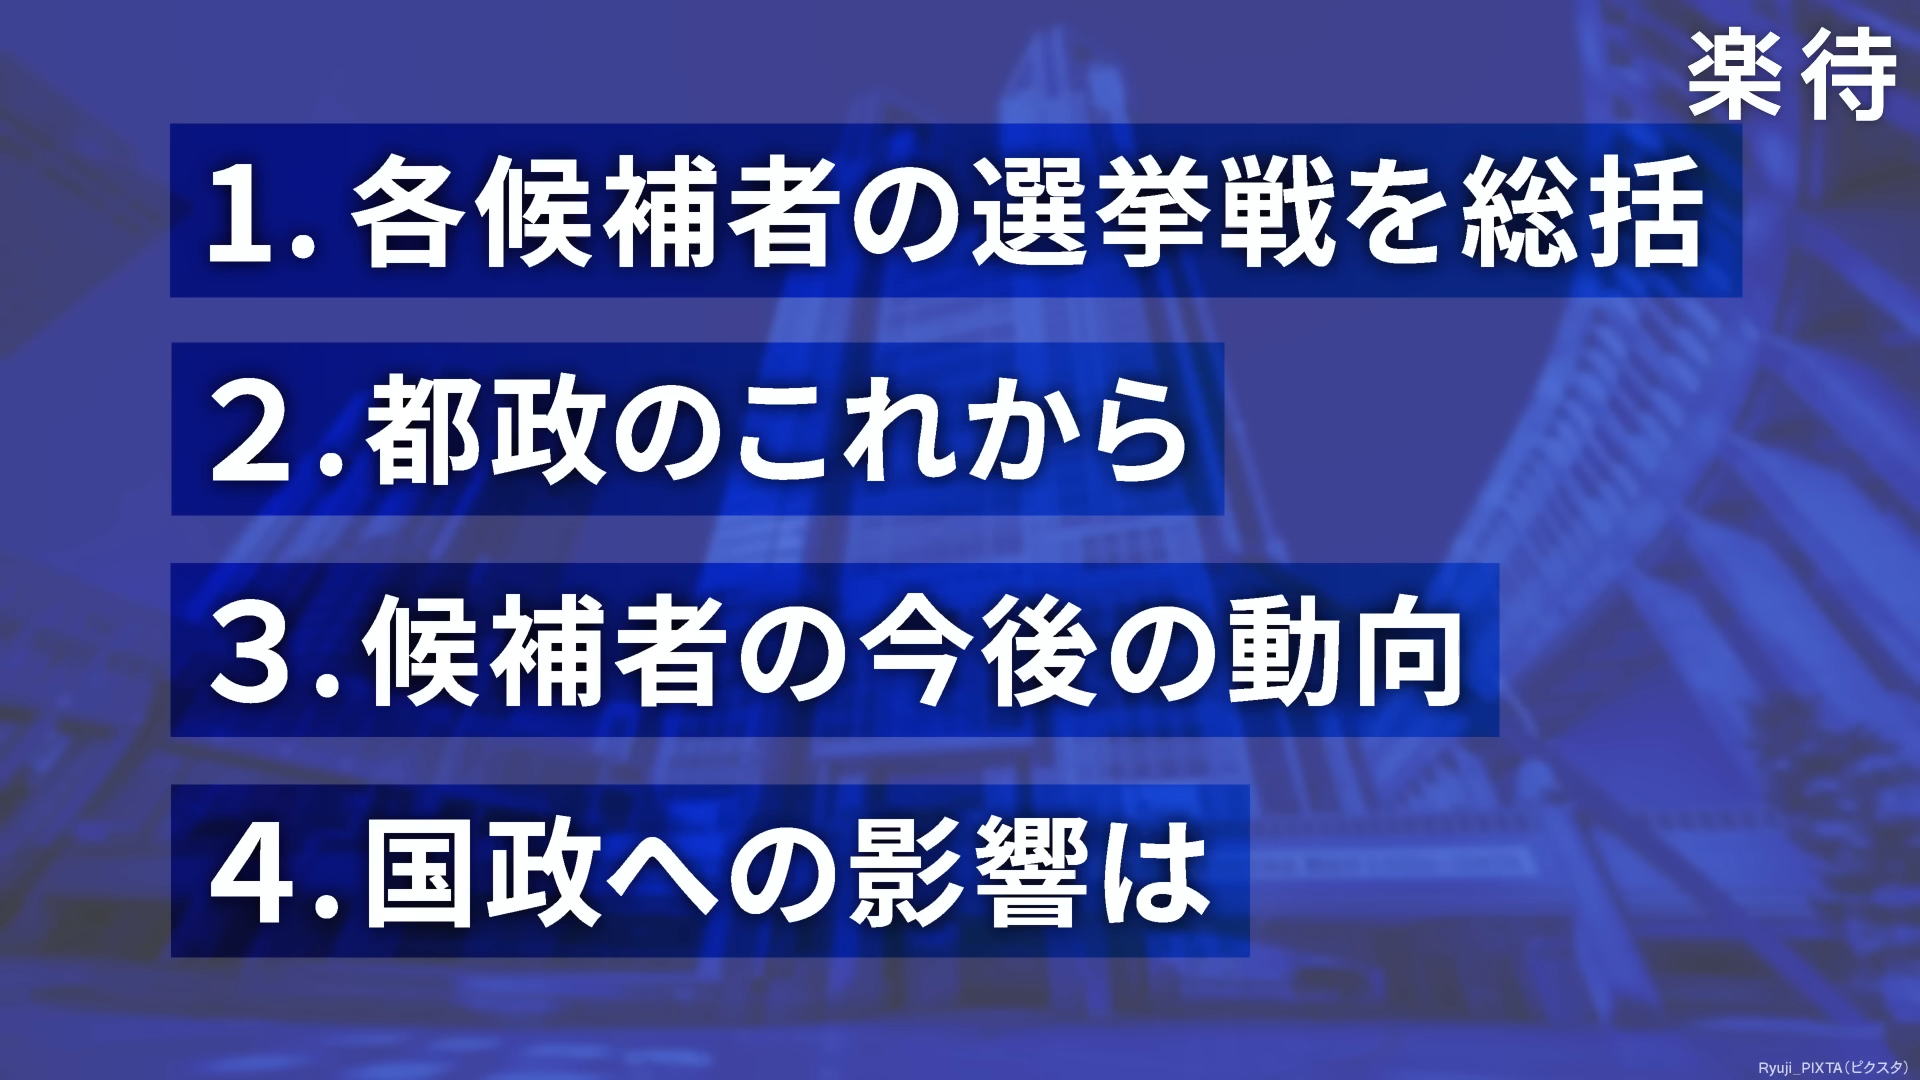 楽待
1.各候補者の選挙戦を総括
2.都政のこれから
3.候補者の今後の動向
4.国政への影響は
Ryuji_PIXTA(ピクスタ)